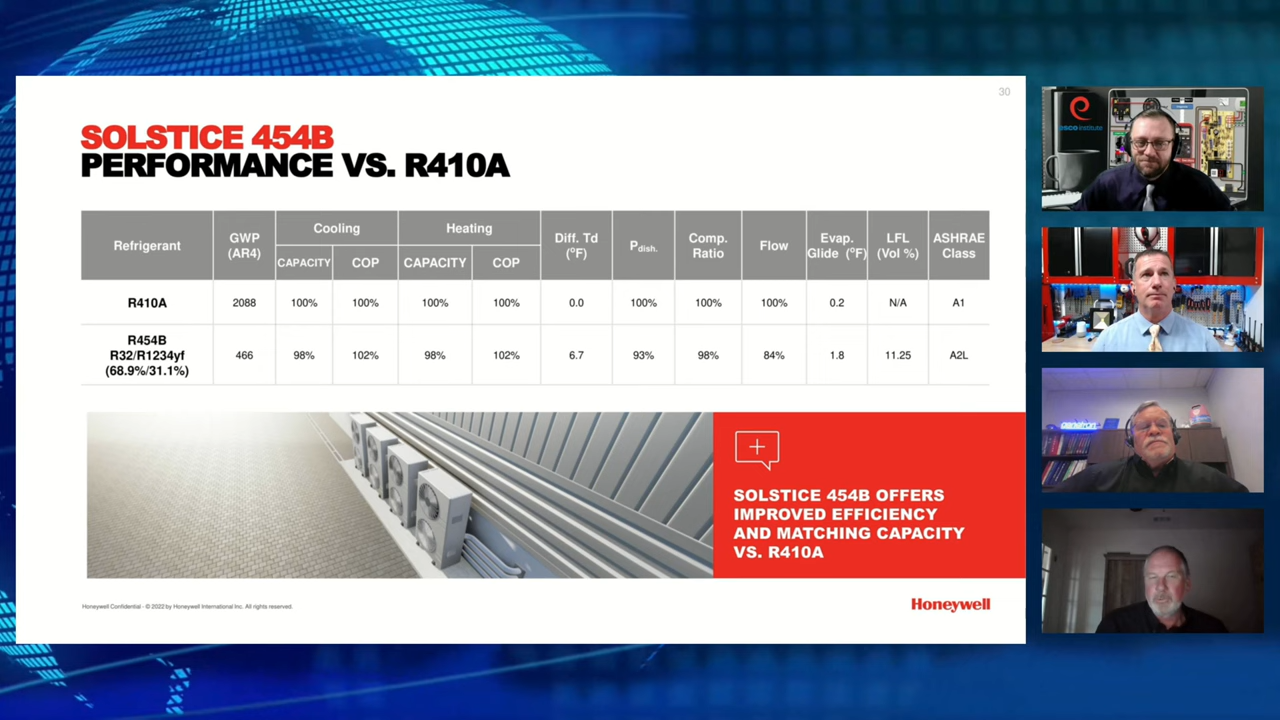 30
SOLSTICE 454B
PERFORMANCE VS. R410A
Refrigerant
GWP
(AR4)
Cooling
CAPACITY COP
Heating
CAPACITY COP
Diff. Td
(°F)
Pdish.
Comp.
Ratio
Flow
Evap.
Glide (°F)
LFL
(Vol %)
ASHRAE
Class
R410A 2088 100% 100% 100% 100% 0.0 100% 100% 100% 0.2 N/A A1
R454B
R32/R1234yf
(68.9%/31.1%)
466 98% 102% 98% 102% 6.7 93% 98% 84% 1.8 11.25 A2L
SOLSTICE 454B OFFERS
IMPROVED EFFICIENCY
AND MATCHING CAPACITY
VS. R410A
Honeywell Confidential - © 2022 by Honeywell International Inc. All rights reserved.
Honeywell
esco institute